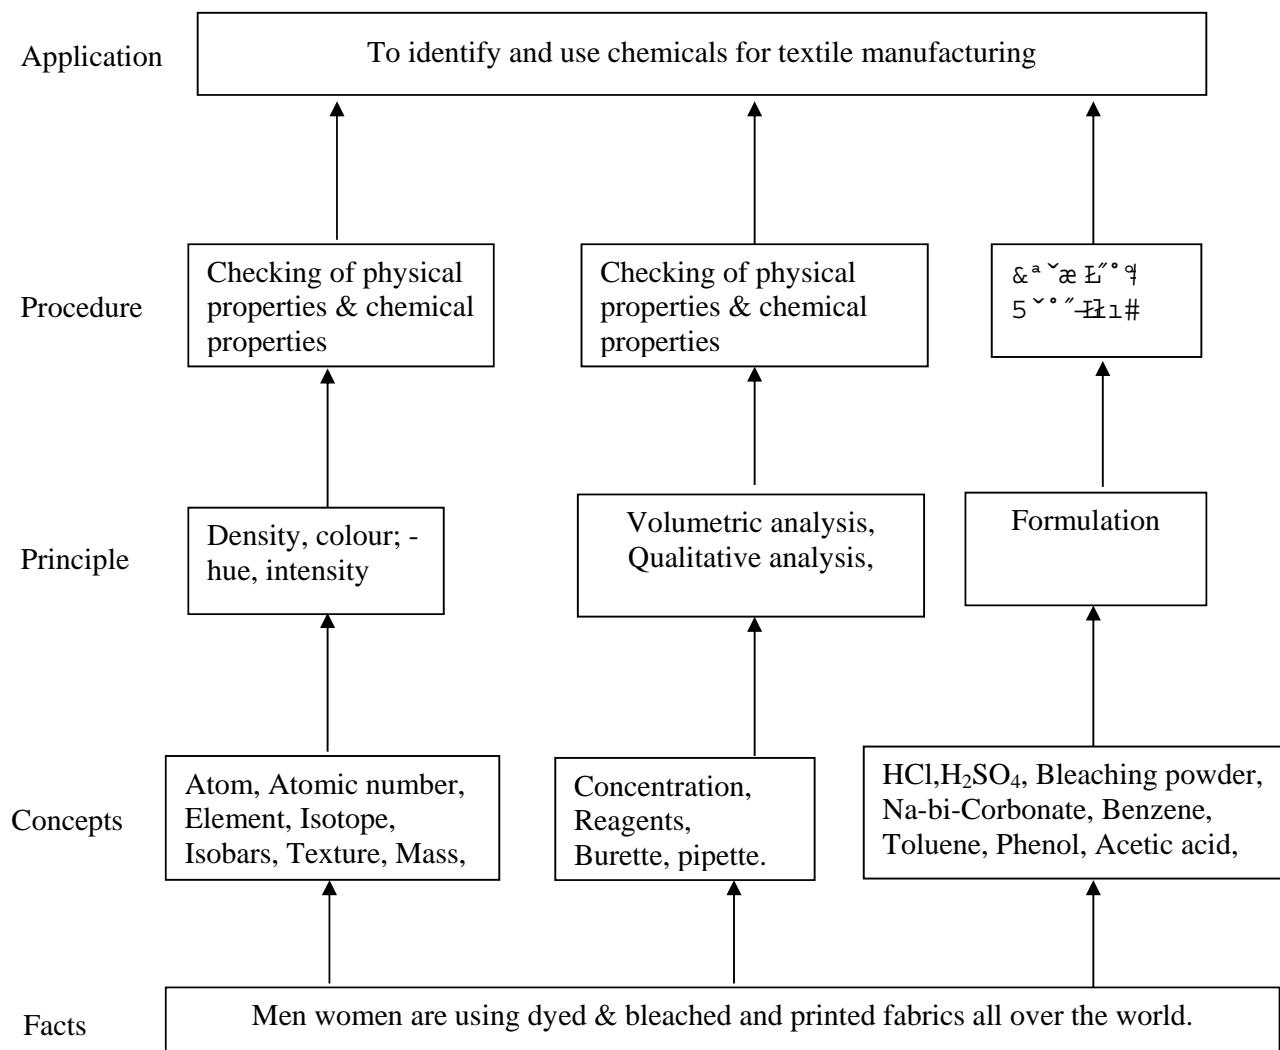 Application
To identify and use chemicals for textile manufacturing
Procedure
Checking of physical
properties & chemical
properties
Checking of physical
properties & chemical
properties
Principle
Density, colour; -
hue, intensity
Volumetric analysis,
Qualitative analysis,
Formulation
Concepts
Atom, Atomic number,
Element, Isotope,
Isobars, Texture, Mass,
Concentration,
Reagents,
Burette, pipette.
HCl,H₂SO₄, Bleaching powder,
Na-bi-Corbonate, Benzene,
Toluene, Phenol, Acetic acid,
Facts
Men women are using dyed & bleached and printed fabrics all over the world.